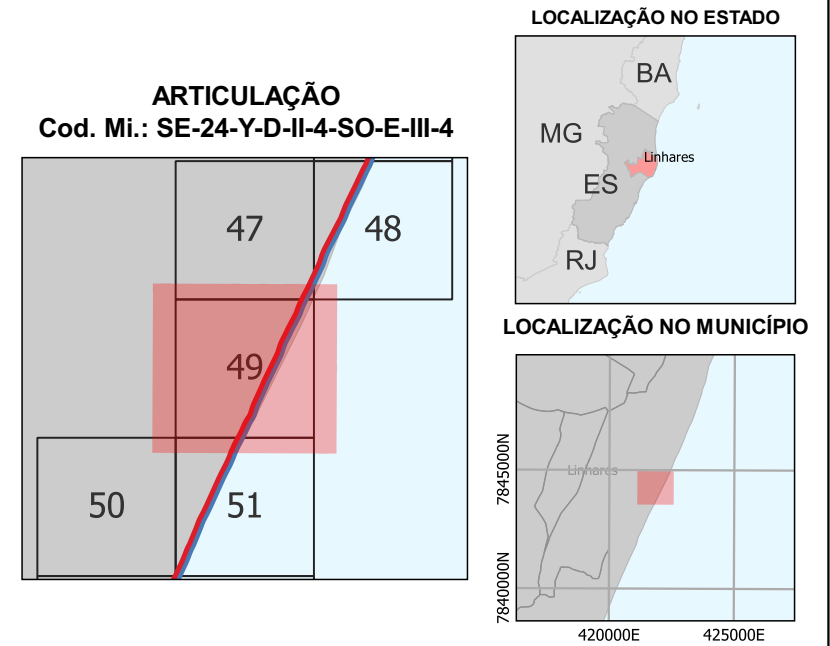 ARTICULAÇÃO
Cod. Mi.: SE-24-Y-D-II-4-SO-E-III-4
47
48
49
50
51
LOCALIZAÇÃO NO ESTADO
BA
MG
Linhares
ES
RJ
LOCALIZAÇÃO NO MUNICÍPIO
7845000N
Linhares
7840000N
420000E
425000E